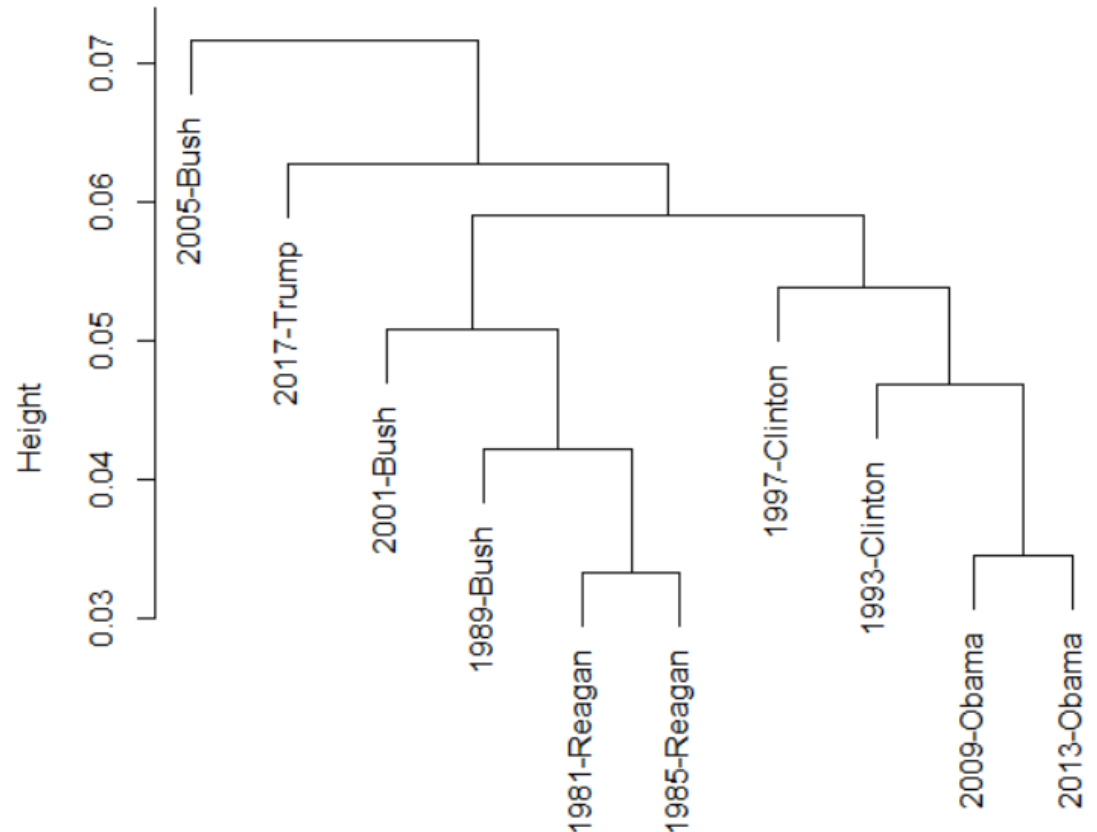 Height
0.07
0.06
0.05
0.04
0.03
2005-Bush
2017-Trump
2001-Bush
1989-Bush
1981-Reagan
1985-Reagan
1997-Clinton
1993-Clinton
2009-Obama
2013-Obama